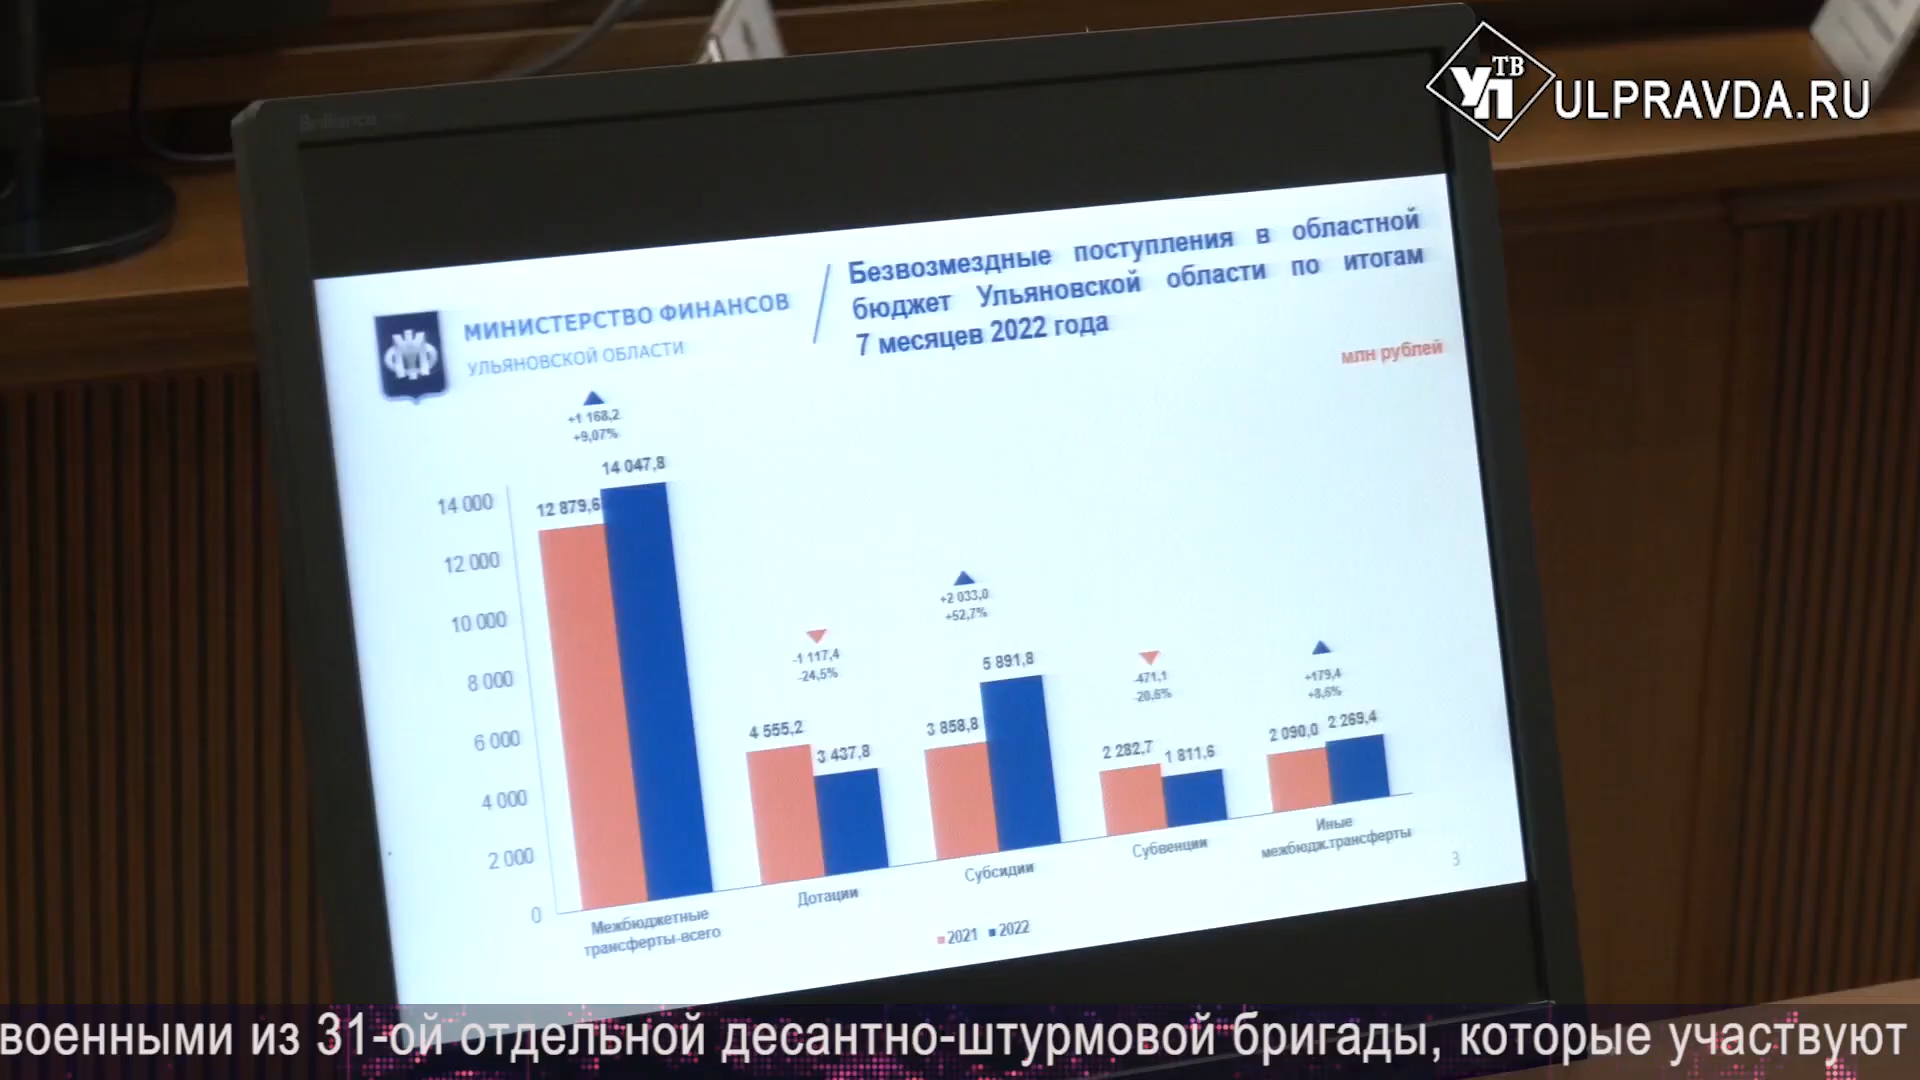 ТВ
УП
ULPRAVDA.RU
МИНИСТЕРСТВО ФИНАНСОВ
УЛЬЯНОВСКОЙ ОБЛАСТИ
Безвозмездные поступления в областной
бюджет Ульяновской области по итогам
7 месяцев 2022 года
млн рублей
+1 168,2
+9,07%
14 047,8
12 879,6
14 000
12 000
10 000
8 000
6 000
4 000
2 000
0
-1 117,4
-24,5%
4 555,2
3 437,8
+2 033,0
+52,7%
5 891,8
3 858,8
-471,1
-20,6%
2 282,7
1 811,6
+179,4
+8,6%
2 090,0
2 269,4
Межбюджетные
трансферты-всего
Дотации
Субсидии
Субвенции
Иные
межбюдж.трансферты
3
2021
2022
военными из 31-ой отдельной десантно-штурмовой бригады, которые участвуют